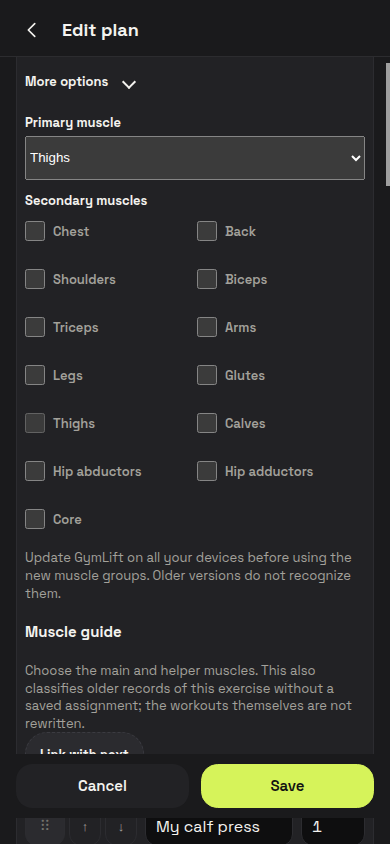 Edit plan
More options
Primary muscle
Thighs
Secondary muscles
Chest
Back
Shoulders
Biceps
Triceps
Arms
Legs
Glutes
Thighs
Calves
Hip abductors
Hip adductors
Core
Update GymLift on all your devices before using the
new muscle groups. Older versions do not recognize
them.
Muscle guide
Choose the main and helper muscles. This also
classifies older records of this exercise without a
saved assignment; the workouts themselves are not
rewritten.
Link with next
Cancel
Save
My calf press
1